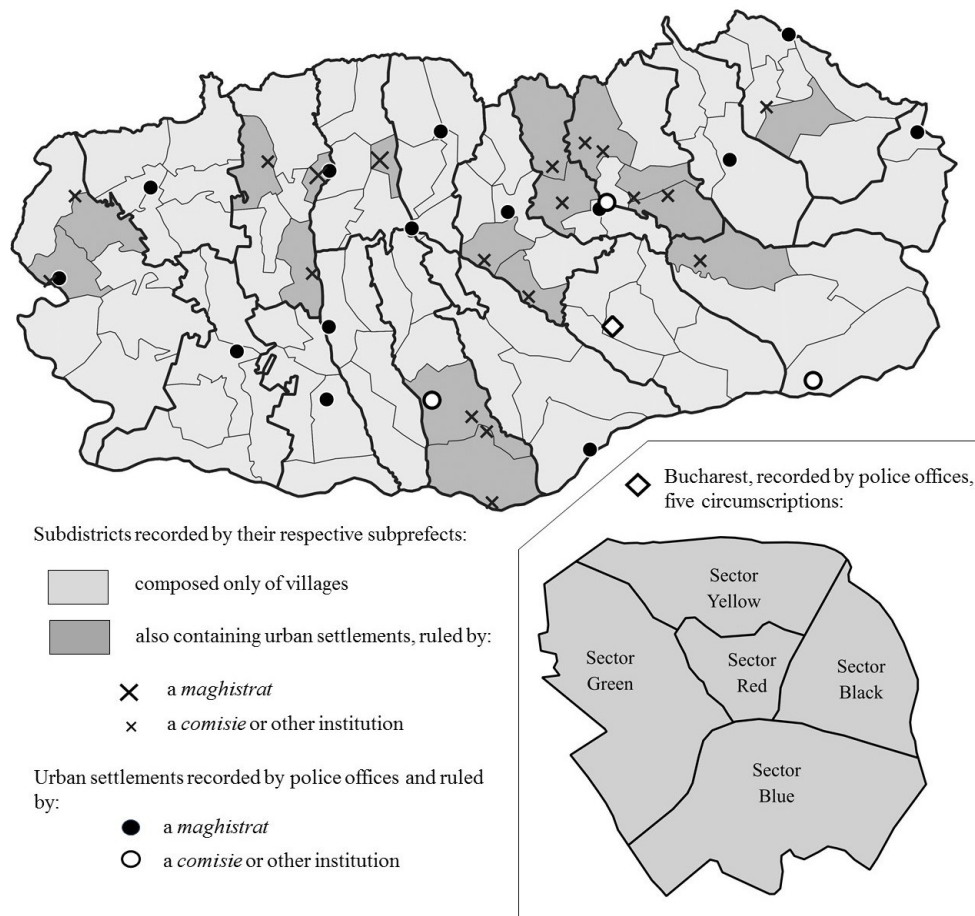 Bucharest, recorded by police offices,
five circumscriptions:
Subdistricts recorded by their respective subprefects:
composed only of villages
also containing urban settlements, ruled by:
a maghistrat
a comisie or other institution
Urban settlements recorded by police offices and ruled
by:
a maghistrat
a comisie or other institution
Sector
Yellow
Sector
Green
Sector
Red
Sector
Black
Sector
Blue